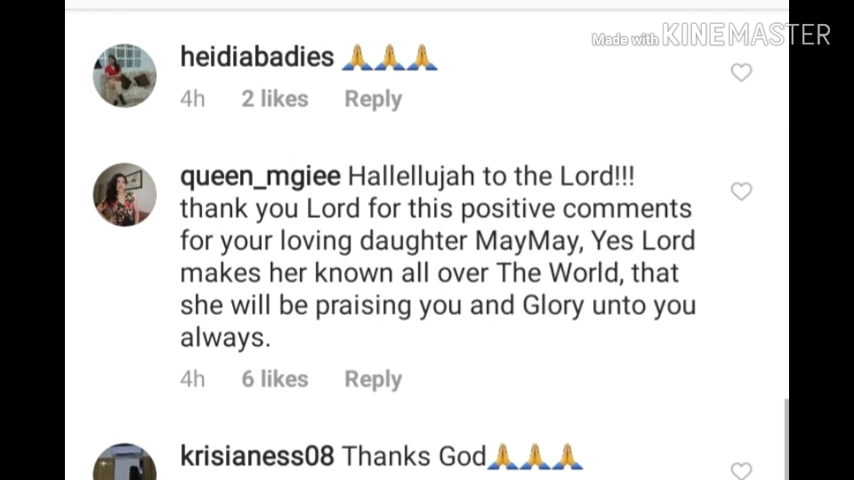 Made with KINEMASTER
heidiabadies 🙏🙏🙏
4h 2 likes Reply
queen_mgiee Hallellujah to the Lord!!!
thank you Lord for this positive comments
for your loving daughter MayMay, Yes Lord
makes her known all over The World, that
she will be praising you and Glory unto you
always.
4h 6 likes Reply
krisianess08 Thanks God🙏🙏🙏